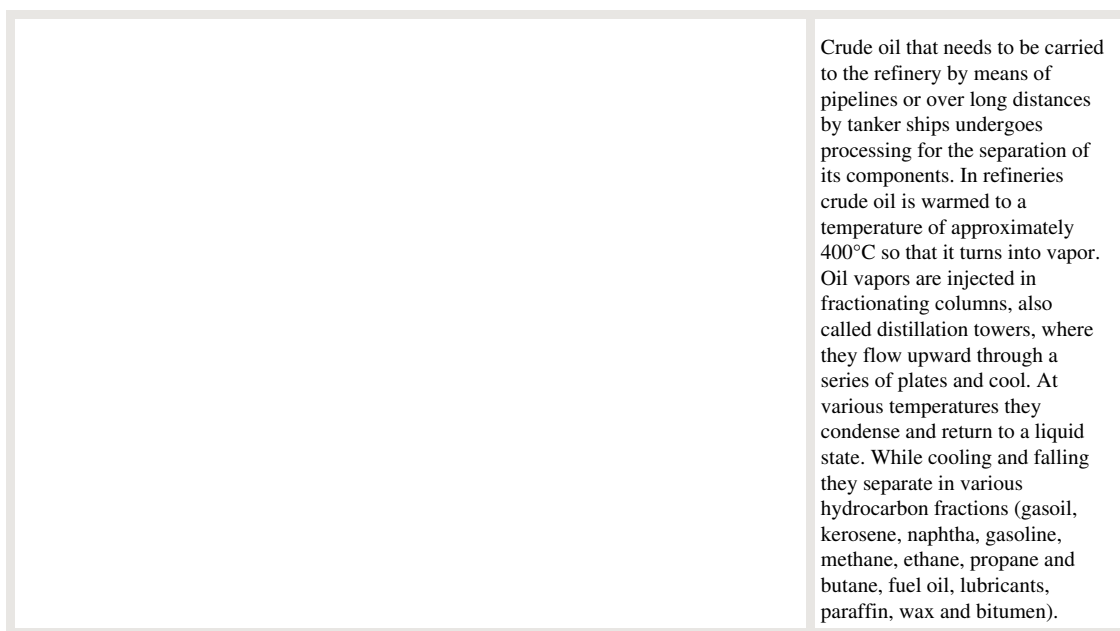 Crude oil that needs to be carried
to the refinery by means of
pipelines or over long distances
by tanker ships undergoes
processing for the separation of
its components. In refineries
crude oil is warmed to a
temperature of approximately
400°C so that it turns into vapor.
Oil vapors are injected in
fractionating columns, also
called distillation towers, where
they flow upward through a
series of plates and cool. At
various temperatures they
condense and return to a liquid
state. While cooling and falling
they separate in various
hydrocarbon fractions (gasoil,
kerosene, naphtha, gasoline,
methane, ethane, propane and
butane, fuel oil, lubricants,
paraffin, wax and bitumen).